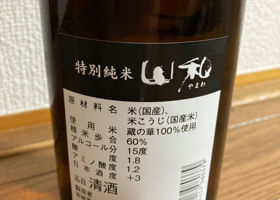 特別純米 山和
やまわ
原材料名 米(国産)、
米こうじ(国産米)
使用米 蔵の華100%使用
精米歩合 60%
アルコール分 15度
酸度 1.8
アミノ酸度 1.2
日本酒度 +3
品目 清酒